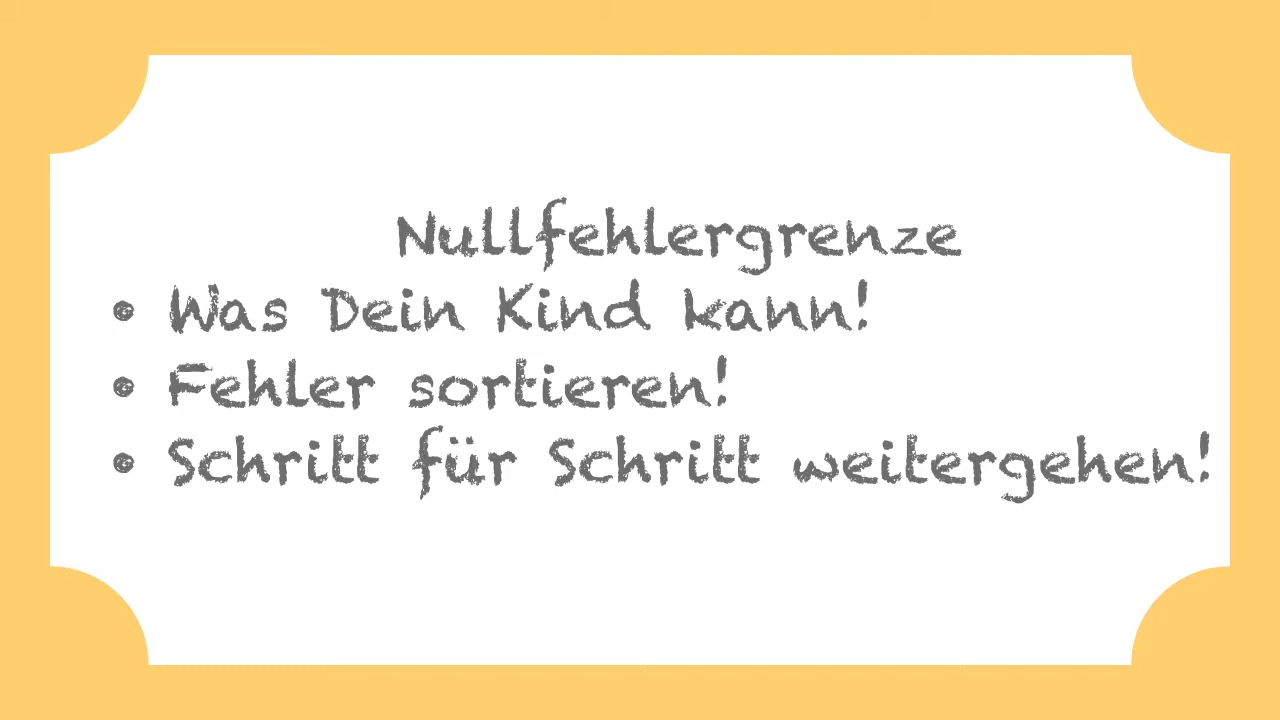 Nullfehlergrenze
• Was Dein Kind kann!
• Fehler sortieren!
• Schritt für Schritt weitergehen!